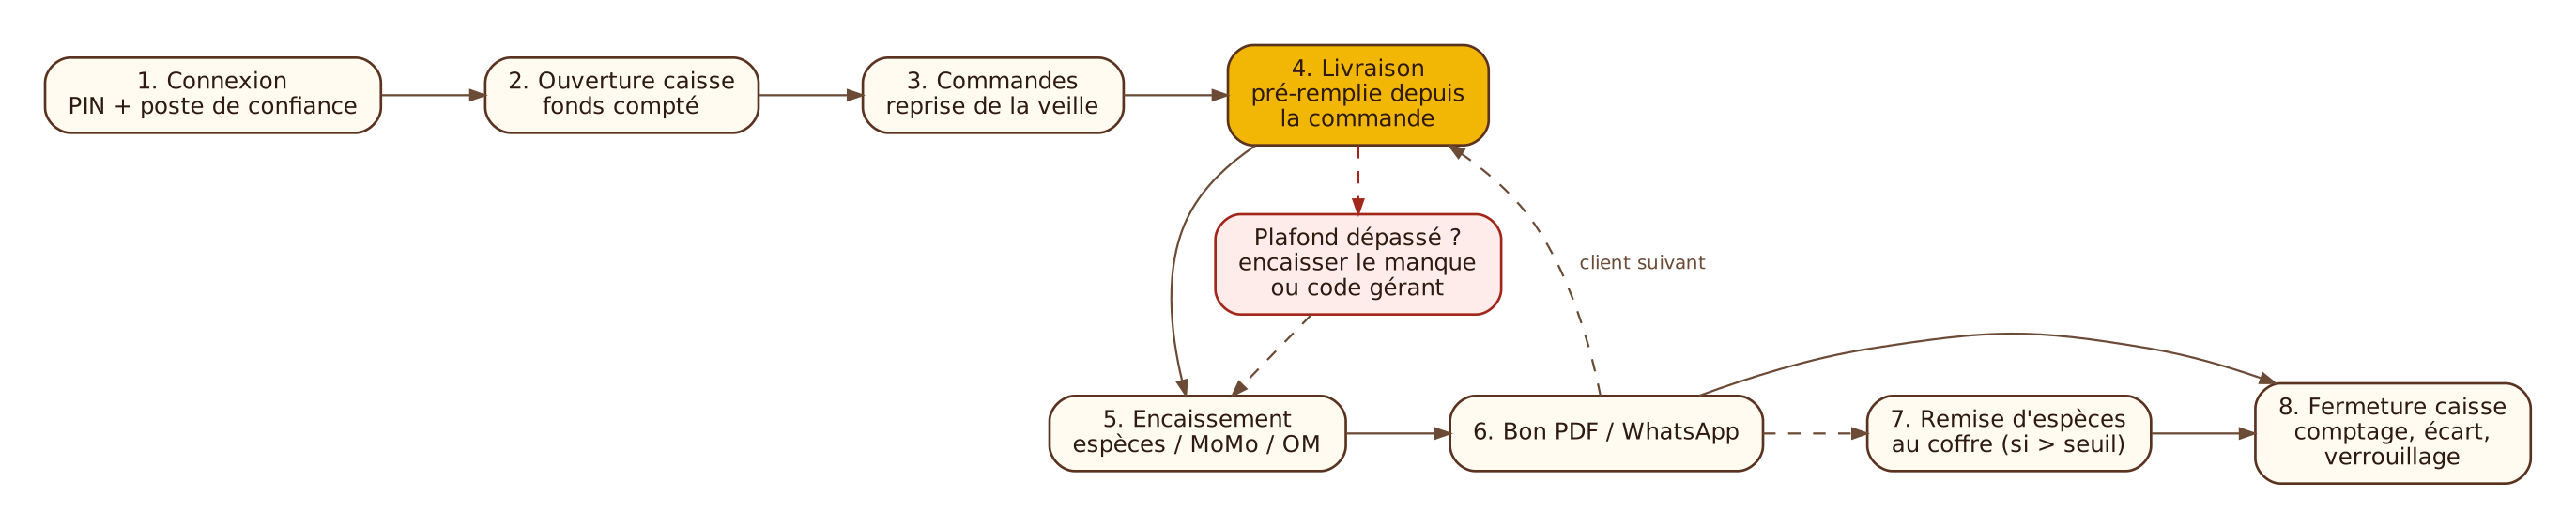 1. Connexion
PIN + poste de confiance
2. Ouverture caisse
fonds compté
3. Commandes
reprise de la veille
4. Livraison
pré-remplie depuis
la commande
Plafond dépassé ?
encaisser le manque
ou code gérant
client suivant
5. Encaissement
espèces / MoMo / OM
6. Bon PDF / WhatsApp
7. Remise d'espèces
au coffre (si > seuil)
8. Fermeture caisse
comptage, écart,
verrouillage